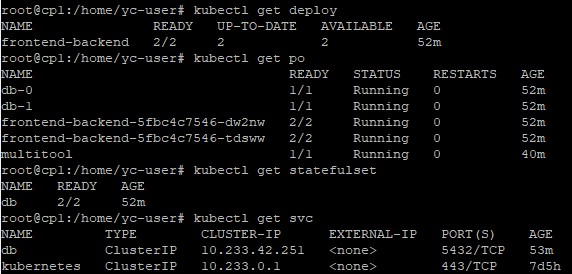 root@cp1:/home/yc-user# kubectl get deploy
NAME READY UP-TO-DATE AVAILABLE AGE
frontend-backend 2/2 2 2 52m
root@cp1:/home/yc-user# kubectl get po
NAME READY STATUS RESTARTS AGE
db-0 1/1 Running 0 52m
db-1 1/1 Running 0 52m
frontend-backend-5fbc4c7546-dw2nw 2/2 Running 0 52m
frontend-backend-5fbc4c7546-tdsww 2/2 Running 0 52m
multitool 1/1 Running 0 40m
root@cp1:/home/yc-user# kubectl get statefulset
NAME READY AGE
db 2/2 52m
root@cp1:/home/yc-user# kubectl get svc
NAME TYPE CLUSTER-IP EXTERNAL-IP PORT(S) AGE
db ClusterIP 10.233.42.251 <none> 5432/TCP 53m
kubernetes ClusterIP 10.233.0.1 <none> 443/TCP 7d5h